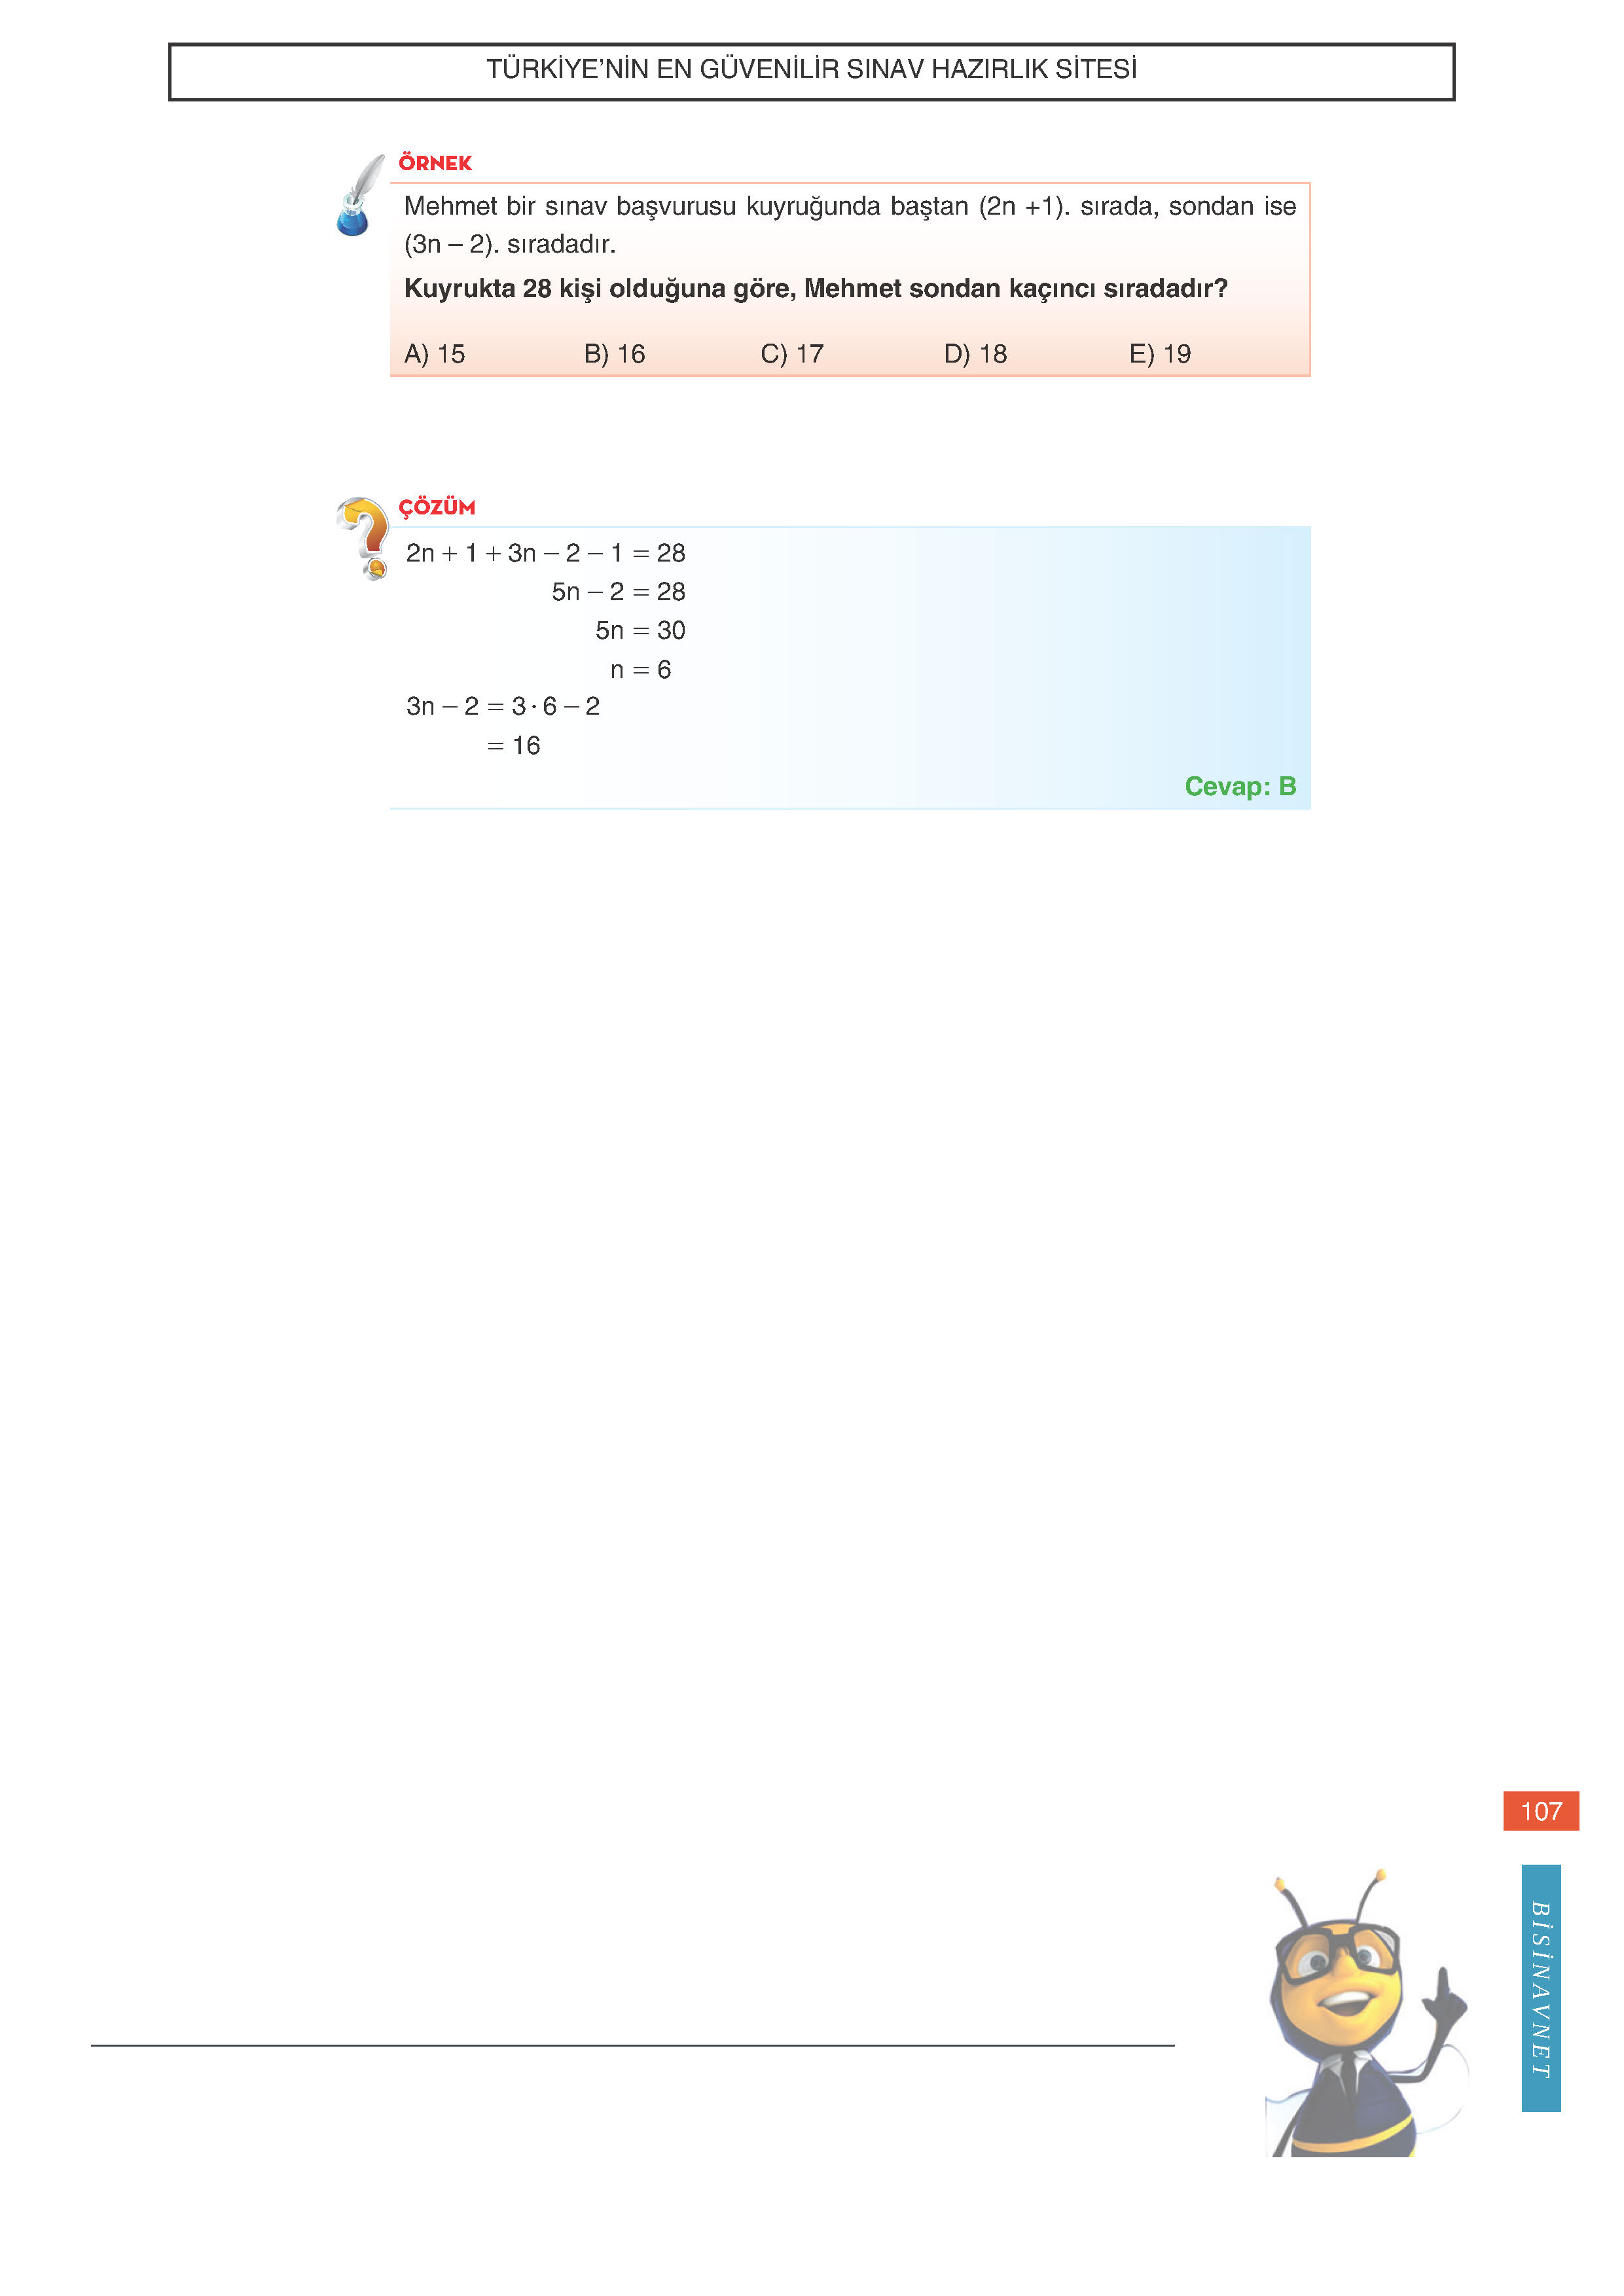 TÜRKİYE’NİN EN GÜVENİLİR SINAV HAZIRLIK SİTESİ
ÖRNEK
Mehmet bir sınav başvurusu kuyruğunda baştan (2n +1). sırada, sondan ise
(3n – 2). sıradadır.
Kuyrukta 28 kişi olduğuna göre, Mehmet sondan kaçıncı sıradadır?
A) 15 B) 16 C) 17 D) 18 E) 19
ÇÖZÜM
2n + 1 + 3n – 2 – 1 = 28
5n – 2 = 28
5n = 30
n = 6
3n – 2 = 3 · 6 – 2
= 16
Cevap: B
107
BİSİNAVNET